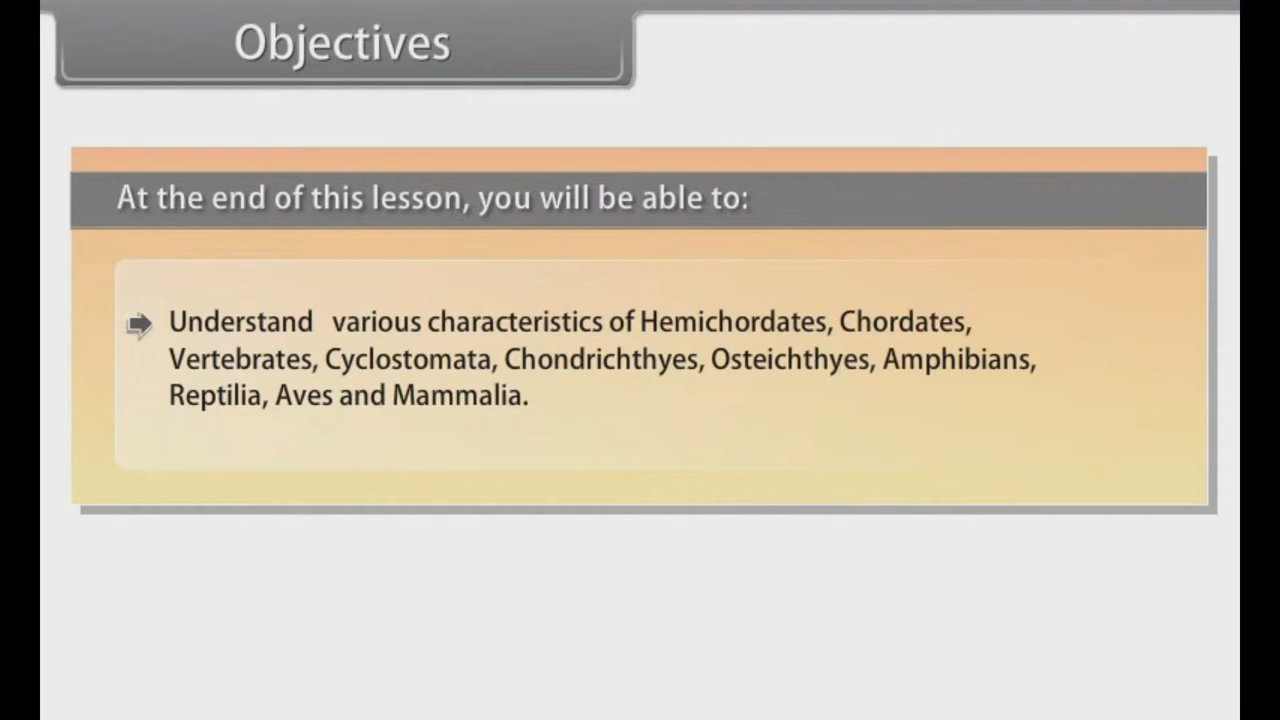 Objectives
At the end of this lesson, you will be able to:
Understand various characteristics of Hemichordates, Chordates,
Vertebrates, Cyclostomata, Chondrichthyes, Osteichthyes, Amphibians,
Reptilia, Aves and Mammalia.